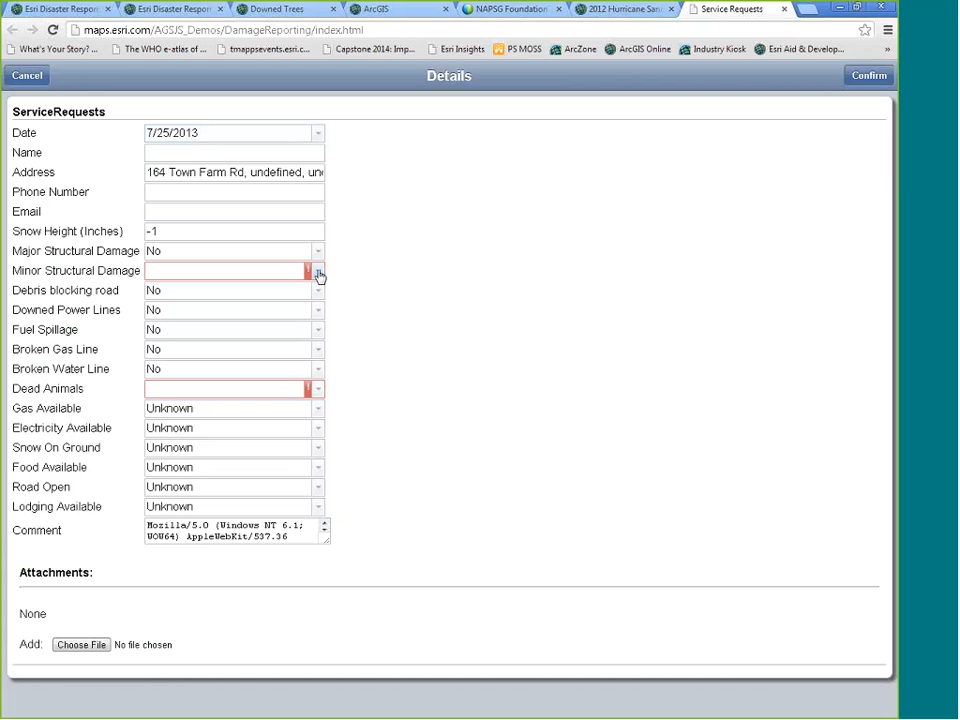 Esri Disaster Respon
Esri Disaster Respor
Downed Trees
ArcGIS
NAPSG Foundation
2012 Hurricane San
Service Requests
maps.esri.com/AGSJS_Demos/DamageReporting/index.html
What's Your Story? ...
The WHO e-atlas of ...
tmappsevents.esri.c...
Capstone 2014: Imp...
Esri Insights
PS MOSS
ArcZone
ArcGIS Online
Industry Kiosk
Esri Aid & Develop...
»
Cancel
Details
Confirm
ServiceRequests
Date 7/25/2013
Name
Address 164 Town Farm Rd, undefined, und
Phone Number
Email
Snow Height (Inches) -1
Major Structural Damage No
Minor Structural Damage
Debris blocking road No
Downed Power Lines No
Fuel Spillage No
Broken Gas Line No
Broken Water Line No
Dead Animals
Gas Available Unknown
Electricity Available Unknown
Snow On Ground Unknown
Food Available Unknown
Road Open Unknown
Lodging Available Unknown
Comment Mozilla/5.0 (Windows NT 6.1;
WOW64) AppleWebKit/537.36
Attachments:
None
Add: Choose File No file chosen